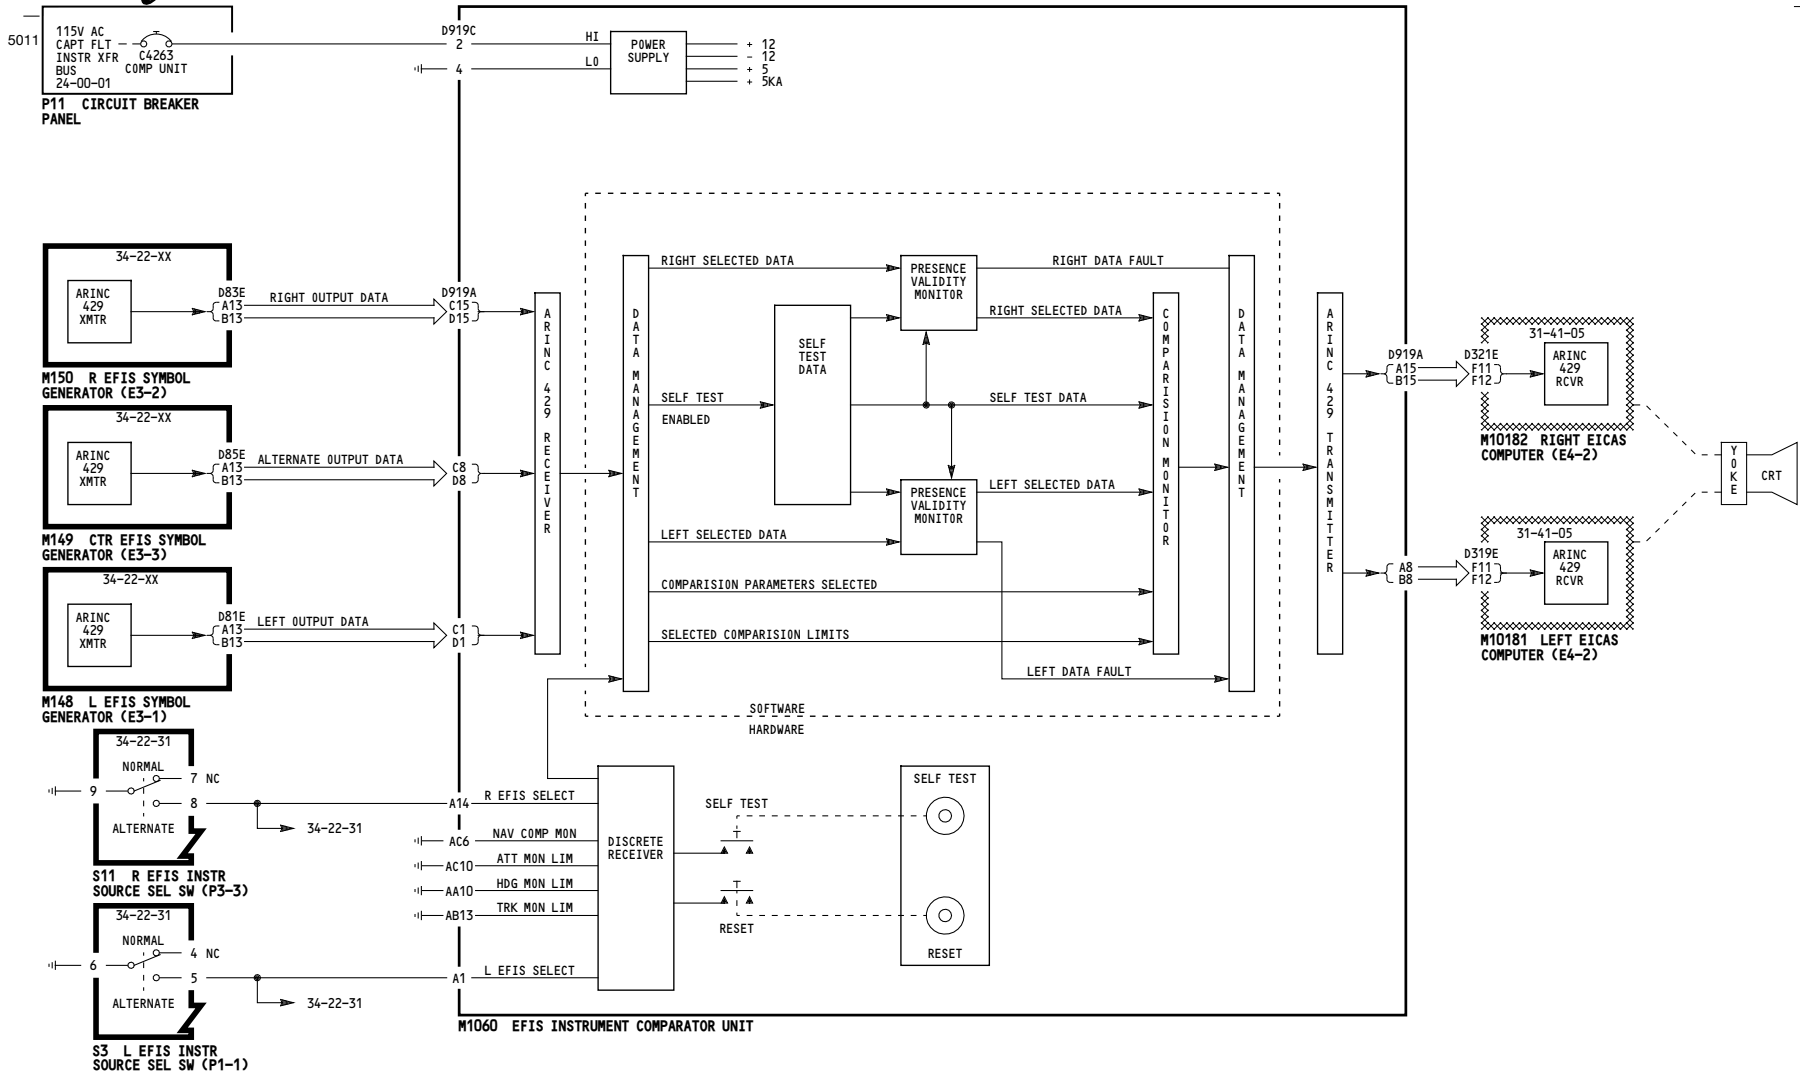 5011
115V AC
CAPT FLT
INSTR XFR
BUS
24-00-01
C4263
COMP UNIT
P11 CIRCUIT BREAKER
PANEL
D919C
2
4
HI
LO
POWER
SUPPLY
+ 12
- 12
+ 5
+ 5KA
34-22-XX
ARINC
429
XMTR
D83E
A13
B13
RIGHT OUTPUT DATA
D919A
C15
D15
M150 R EFIS SYMBOL
GENERATOR (E3-2)
34-22-XX
ARINC
429
XMTR
D85E
A13
B13
ALTERNATE OUTPUT DATA
C8
D8
M149 CTR EFIS SYMBOL
GENERATOR (E3-3)
34-22-XX
ARINC
429
XMTR
D81E
A13
B13
LEFT OUTPUT DATA
C1
D1
M148 L EFIS SYMBOL
GENERATOR (E3-1)
ARINC 429 RECEIVER
DATA MANAGEMENT
RIGHT SELECTED DATA
SELF TEST
ENABLED
LEFT SELECTED DATA
COMPARISION PARAMETERS SELECTED
SELECTED COMPARISION LIMITS
SELF
TEST
DATA
PRESENCE
VALIDITY
MONITOR
RIGHT DATA FAULT
RIGHT SELECTED DATA
SELF TEST DATA
LEFT SELECTED DATA
PRESENCE
VALIDITY
MONITOR
LEFT DATA FAULT
COMPARISION MONITOR
DATA MANAGEMENT
ARINC 429 TRANSMITTER
SOFTWARE
HARDWARE
D919A
A15
B15
D321E
F11
F12
31-41-05
ARINC
429
RCVR
M10182 RIGHT EICAS
COMPUTER (E4-2)
A8
B8
D319E
F11
F12
31-41-05
ARINC
429
RCVR
M10181 LEFT EICAS
COMPUTER (E4-2)
YOKE
CRT
34-22-31
NORMAL
7 NC
9
8
ALTERNATE
34-22-31
S11 R EFIS INSTR
SOURCE SEL SW (P3-3)
34-22-31
NORMAL
4 NC
6
5
ALTERNATE
34-22-31
S3 L EFIS INSTR
SOURCE SEL SW (P1-1)
A14
R EFIS SELECT
AC6
NAV COMP MON
AC10
ATT MON LIM
AA10
HDG MON LIM
AB13
TRK MON LIM
A1
L EFIS SELECT
DISCRETE
RECEIVER
SELF TEST
RESET
SELF TEST
RESET
M1060 EFIS INSTRUMENT COMPARATOR UNIT